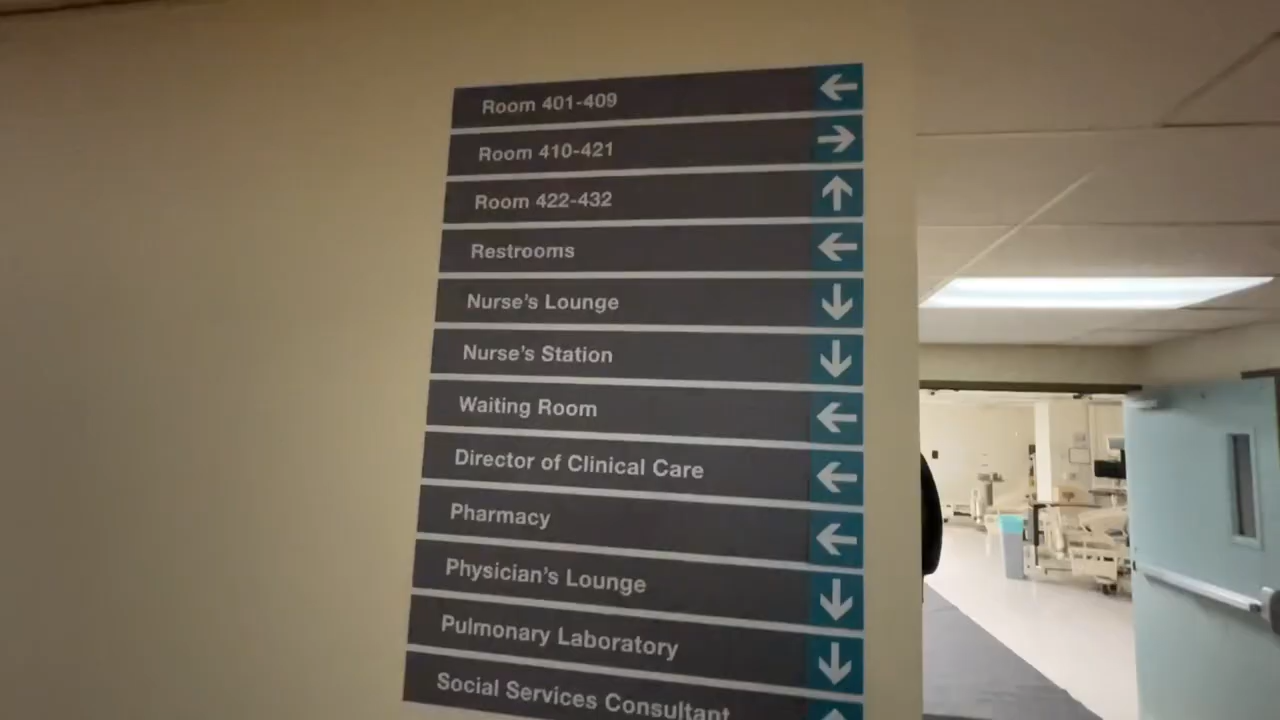 Room 401-409 ←
Room 410-421 →
Room 422-432 ↑
Restrooms ←
Nurse's Lounge ↓
Nurse's Station ↓
Waiting Room ←
Director of Clinical Care ←
Pharmacy ←
Physician's Lounge ↓
Pulmonary Laboratory ↓
Social Services Consultant ↑